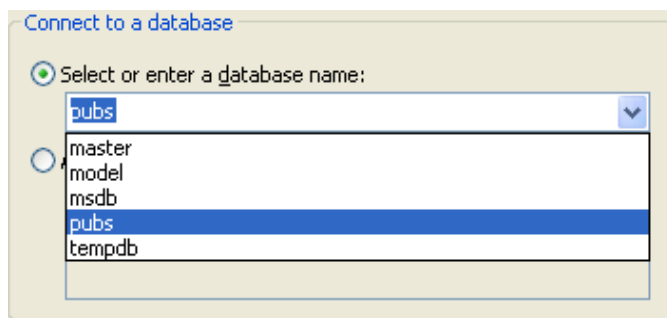 Connect to a database
Select or enter a database name:
pubs
master
model
msdb
pubs
tempdb